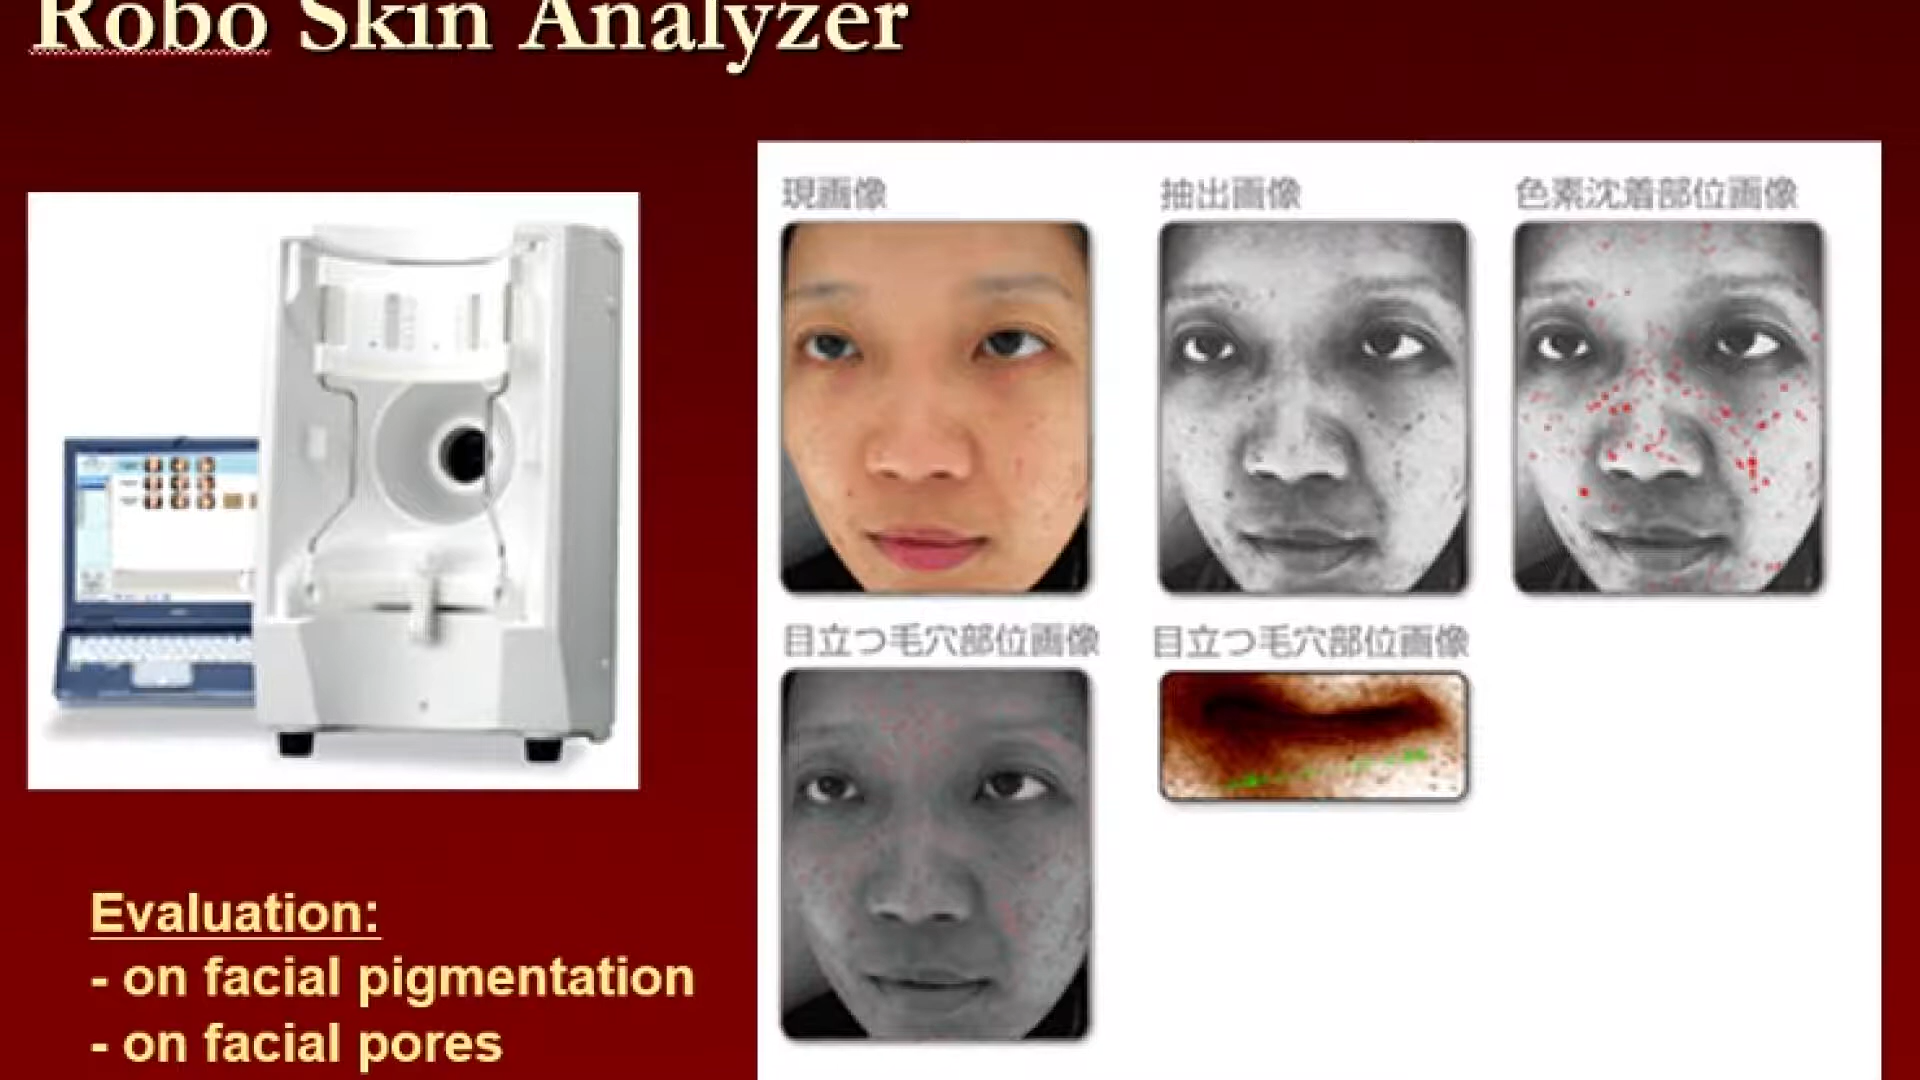 Robo Skin Analyzer
現画像
抽出画像
色素沈着部位画像
目立つ毛穴部位画像
目立つ毛穴部位画像
Evaluation:
- on facial pigmentation
- on facial pores